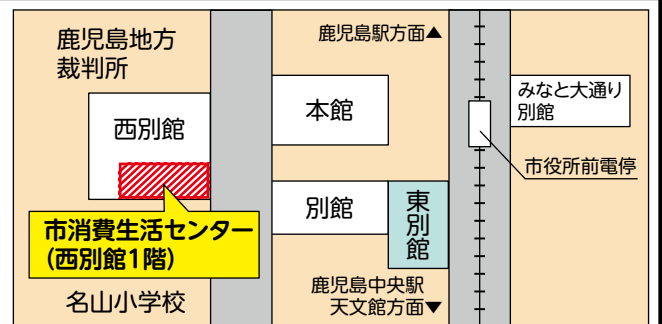 鹿児島地方
裁判所
鹿児島駅方面▲
西別館
本館
みなと大通り
別館
市役所前電停
市消費生活センター
(西別館1階)
別館
東別館
名山小学校
鹿児島中央駅
天文館方面▼